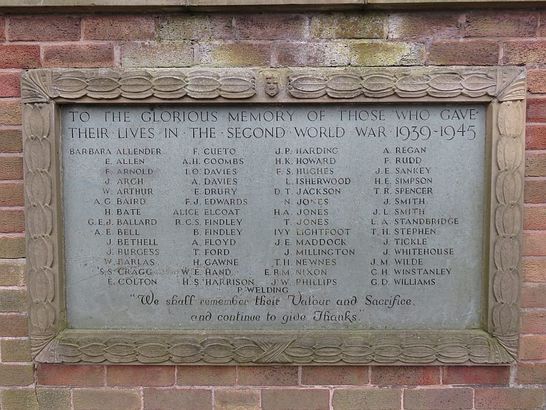 TO THE GLORIOUS MEMORY OF THOSE WHO GAVE
THEIR LIVES IN THE SECOND WORLD WAR 1939-1945
BARBARA ALLENDER
E. ALLEN
F. ARNOLD
J. ARCH
W. ARTHUR
A.G. BAIRD
H. BATE
G.E.J. BALLARD
A.E. BELL
J. BETHELL
J. BURGESS
W. BARLAS
S.S. CRAGG
E. COLTON
F. CUETO
A.H. COOMBS
I.O. DAVIES
A. DAVIES
E. DRURY
F.J. EDWARDS
ALICE ELCOAT
R.C.S. FINDLEY
B. FINDLEY
A. FLOYD
T. FORD
H. GAWNE
W.E. HAND
H.S. HARRISON
J.P. HARDING
H.K. HOWARD
F.S. HUGHES
L. ISHERWOOD
D.T. JACKSON
N. JONES
H.A. JONES
T. JONES
IVY LIGHTFOOT
J.E. MADDOCK
J. MILLINGTON
T.H. NEWNES
E.R.M. NIXON
J.W. PHILLIPS
A. REGAN
P. RUDD
J.E. SANKEY
H.E. SIMPSON
T.R. SPENCER
J. SMITH
J.L. SMITH
L.A. STANDBRIDGE
T.H. STEPHEN
J. TICKLE
J. WHITEHOUSE
J.M. WILDE
C.H. WINSTANLEY
G.D. WILLIAMS
P. WELDING
"We shall remember their Valour and Sacrifice,
and continue to give Thanks."